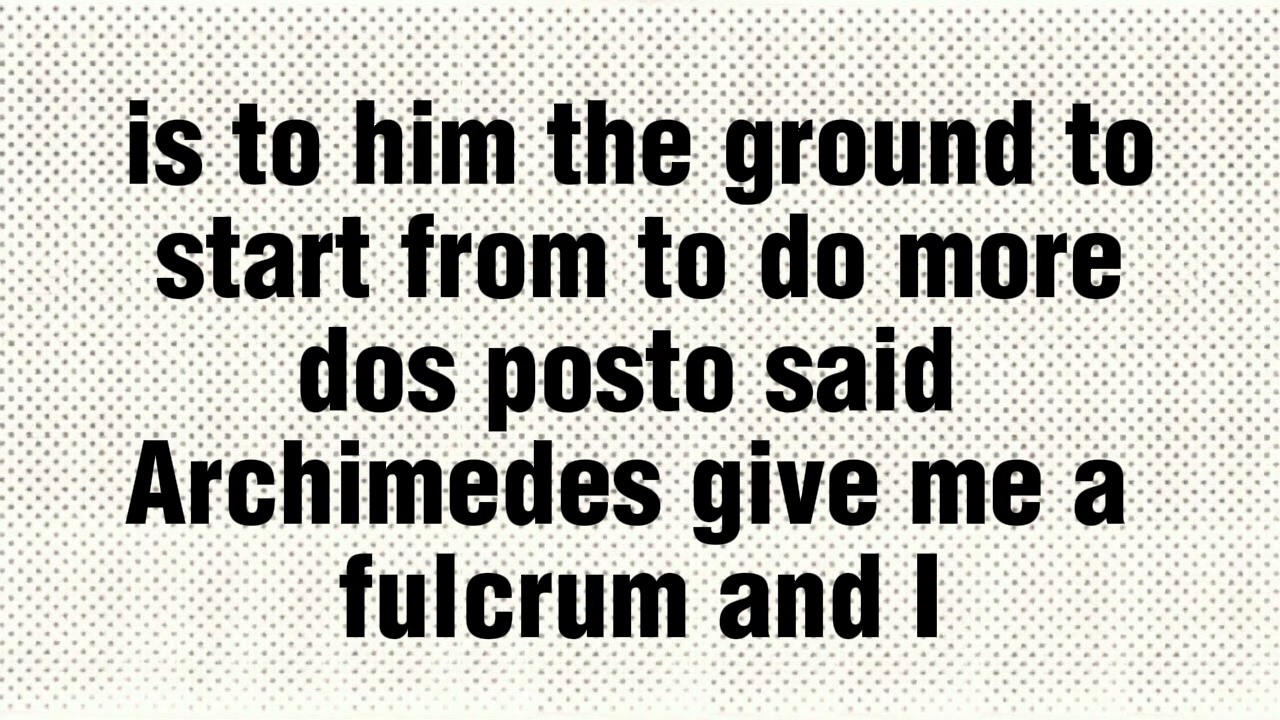 is to him the ground to
start from to do more
dos posto said
Archimedes give me a
fulcrum and I